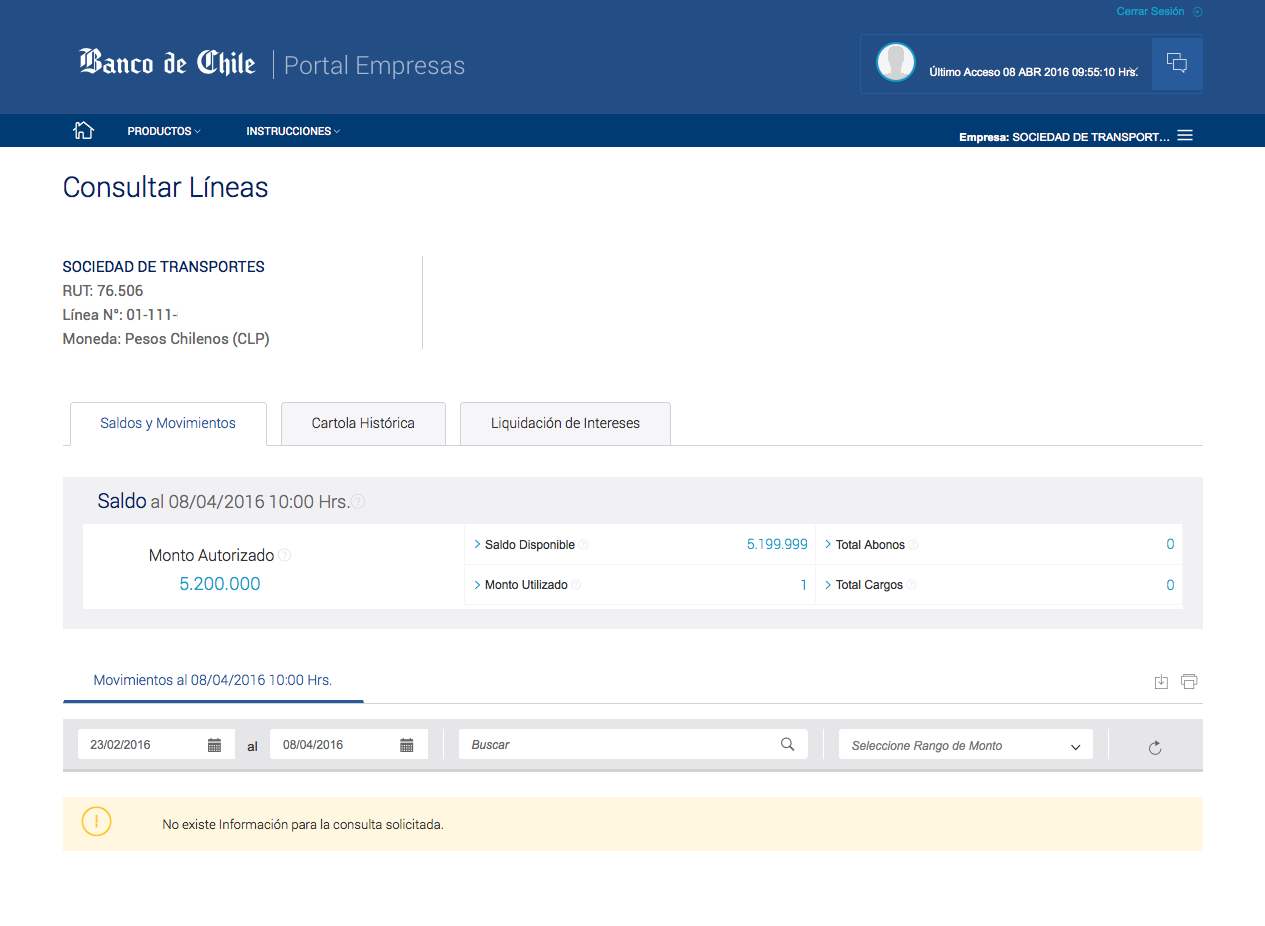 Cerrar Sesión
Banco de Chile | Portal Empresas
Último Acceso 08 ABR 2016 09:55:10 Hrs.
PRODUCTOS
INSTRUCCIONES
Empresa: SOCIEDAD DE TRANSPORT...
Consultar Líneas
SOCIEDAD DE TRANSPORTES
RUT: 76.506
Línea N°: 01-111-
Moneda: Pesos Chilenos (CLP)
Saldos y Movimientos
Cartola Histórica
Liquidación de Intereses
Saldo al 08/04/2016 10:00 Hrs. ?
Monto Autorizado ?
5.200.000
> Saldo Disponible ? 5.199.999
> Total Abonos ? 0
> Monto Utilizado ? 1
> Total Cargos ? 0
Movimientos al 08/04/2016 10:00 Hrs.
23/02/2016 al 08/04/2016 Buscar Seleccione Rango de Monto
! No existe Información para la consulta solicitada.